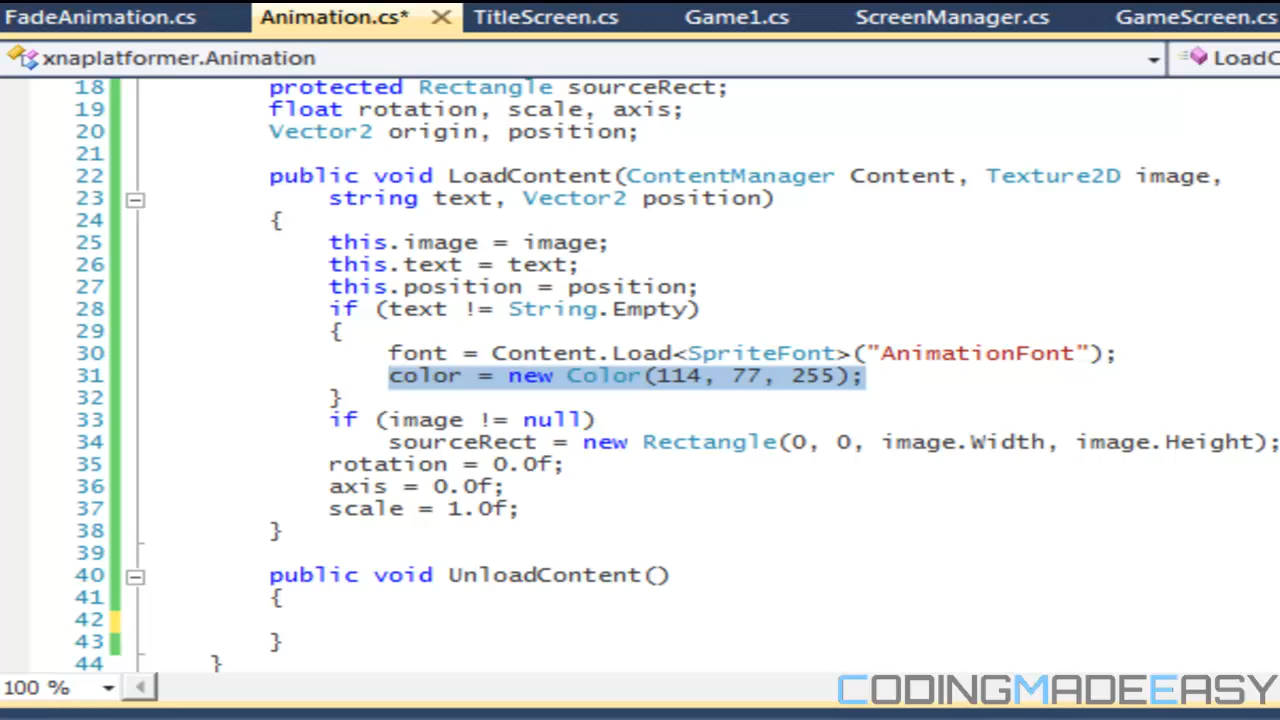 FadeAnimation.cs Animation.cs* TitleScreen.cs Game1.cs ScreenManager.cs GameScreen.cs
xnaplatformer.Animation LoadC
18 protected Rectangle sourceRect;
19 float rotation, scale, axis;
20 Vector2 origin, position;
21
22 public void LoadContent(ContentManager Content, Texture2D image,
23 string text, Vector2 position)
24 {
25 this.image = image;
26 this.text = text;
27 this.position = position;
28 if (text != String.Empty)
29 {
30 font = Content.Load<SpriteFont>("AnimationFont");
31 color = new Color(114, 77, 255);
32 }
33 if (image != null)
34 sourceRect = new Rectangle(0, 0, image.Width, image.Height);
35 rotation = 0.0f;
36 axis = 0.0f;
37 scale = 1.0f;
38 }
39
40 public void UnloadContent()
41 {
42
43 }
44 }
100 %
CODINGMADEEASY